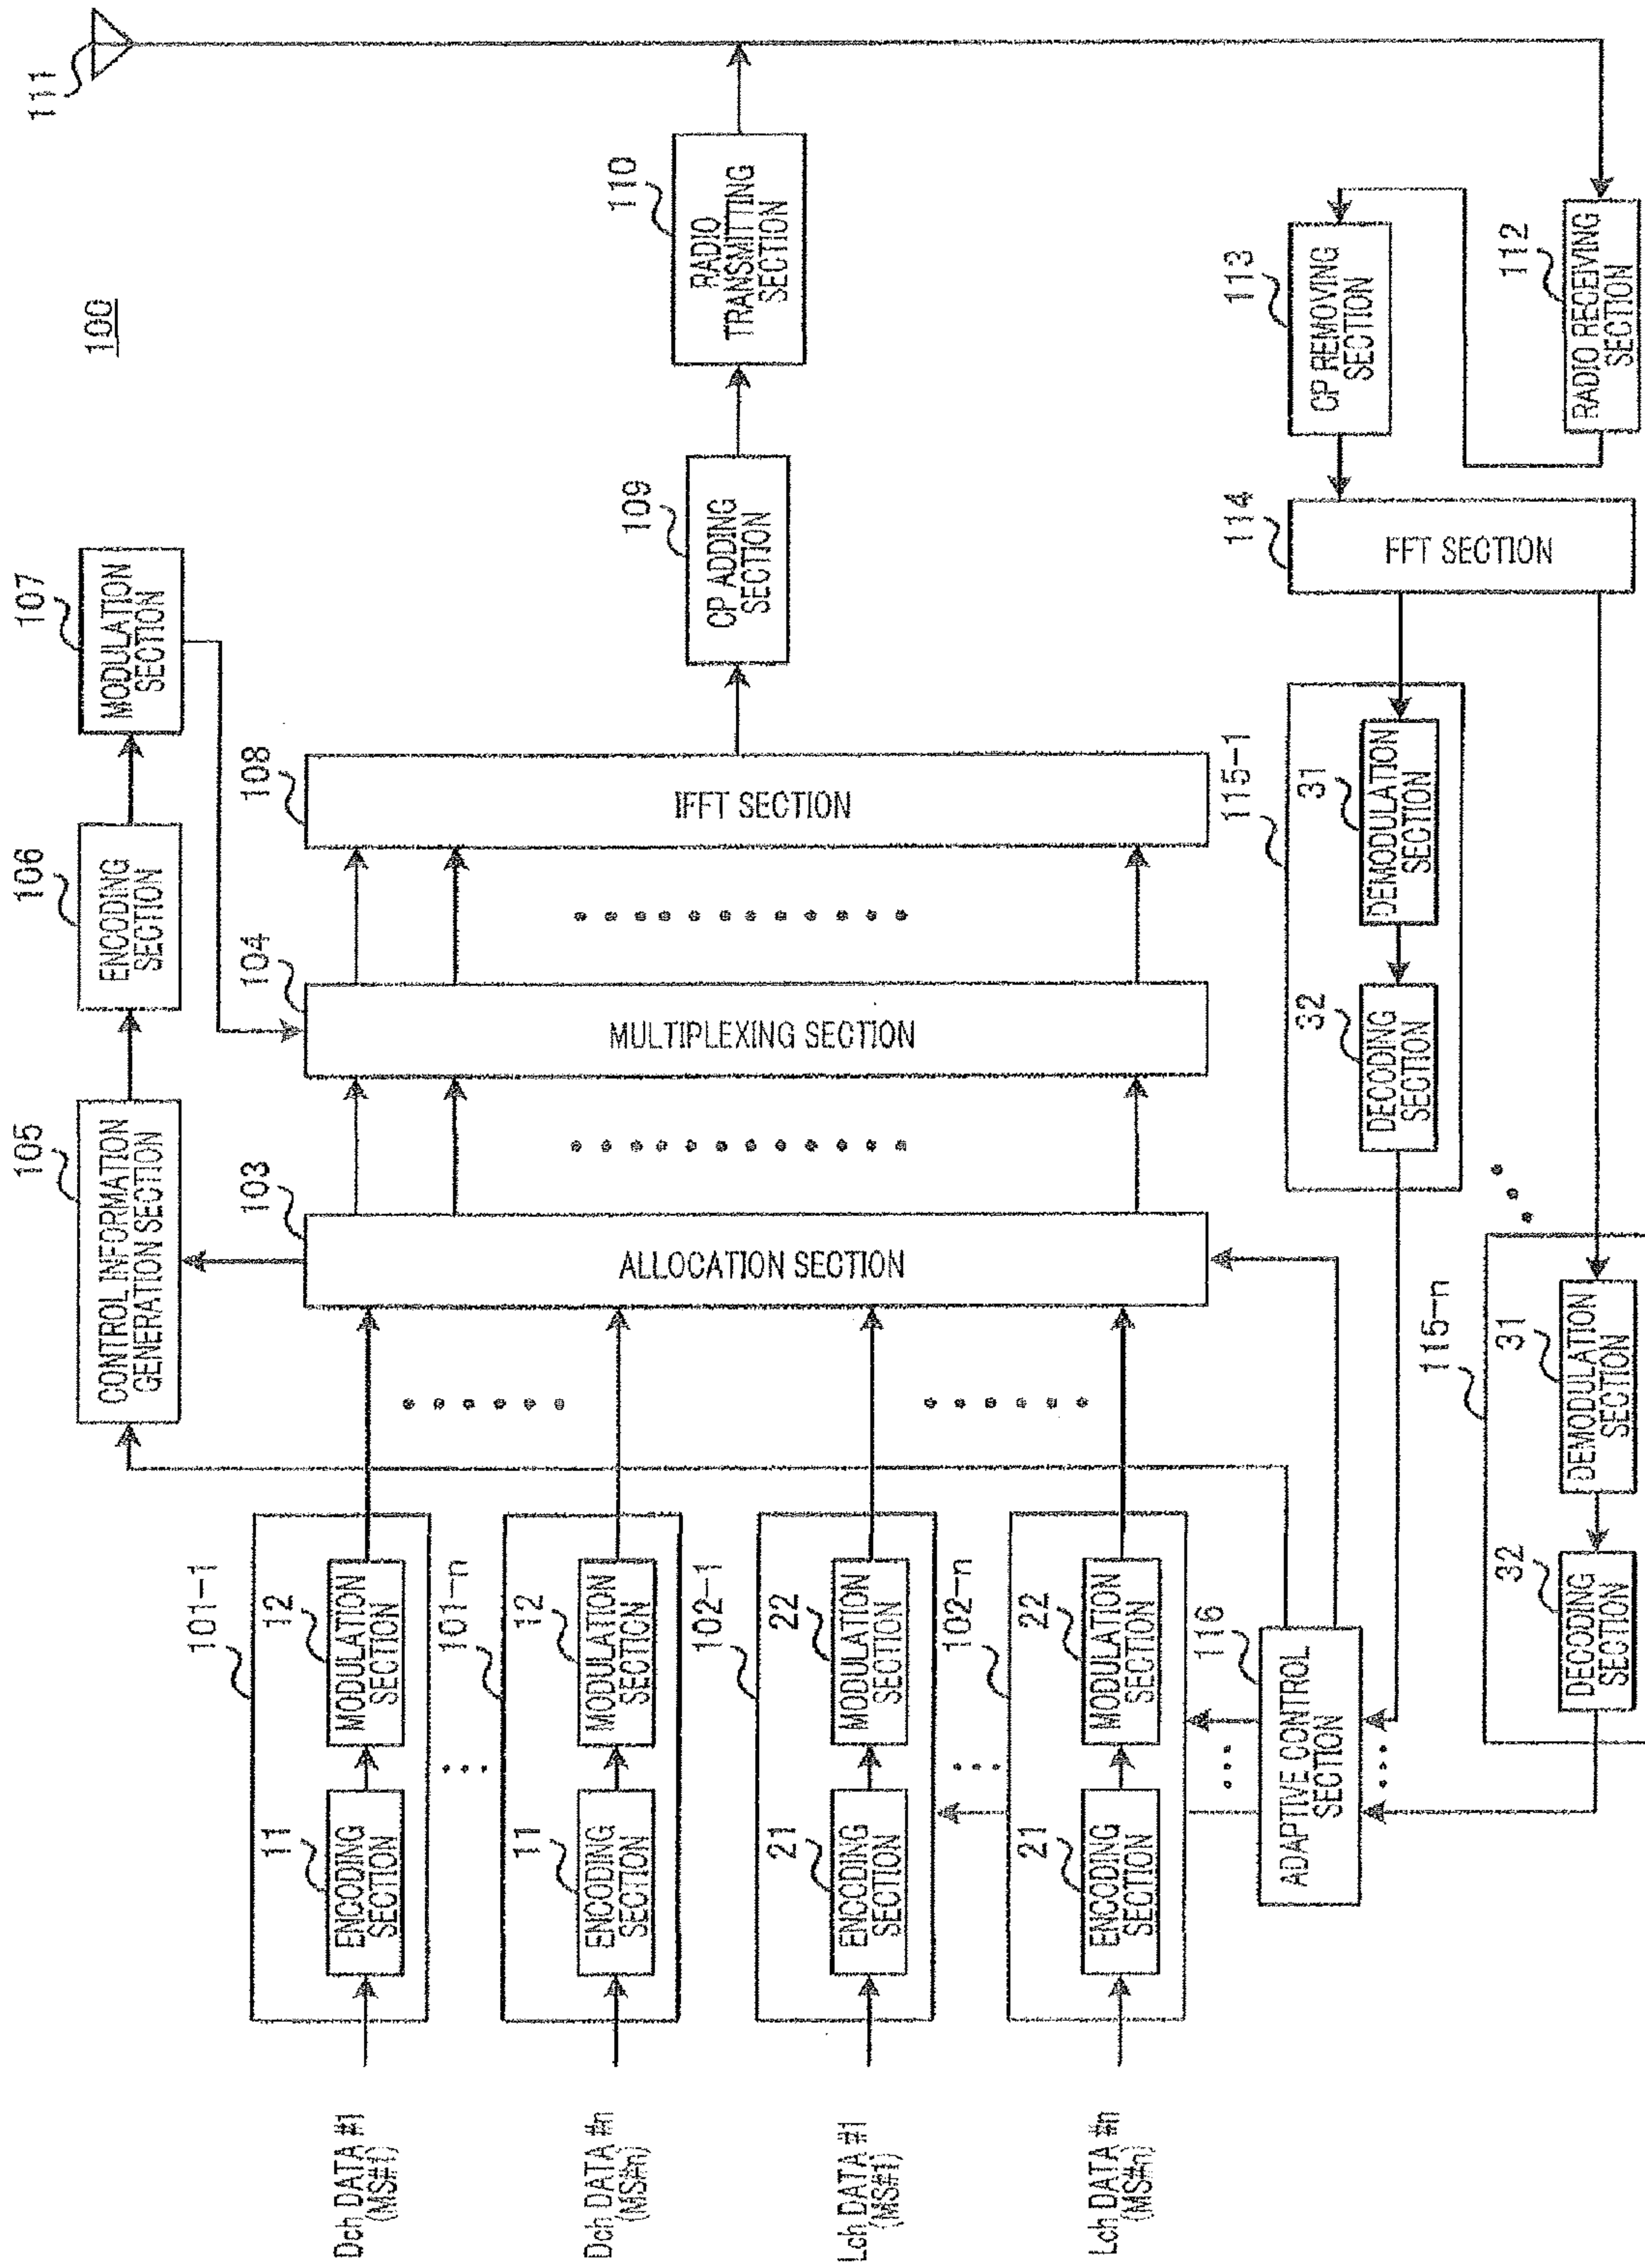 100
111
Dch DATA #1
(MS#1)
101-1
11
ENCODING
SECTION
12
MODULATION
SECTION
Dch DATA #n
(MS#n)
101-n
11
ENCODING
SECTION
12
MODULATION
SECTION
Lch DATA #1
(MS#1)
102-1
21
ENCODING
SECTION
22
MODULATION
SECTION
Lch DATA #n
(MS#n)
102-n
21
ENCODING
SECTION
22
MODULATION
SECTION
103
ALLOCATION SECTION
104
MULTIPLEXING SECTION
105
CONTROL INFORMATION
GENERATION SECTION
106
ENCODING
SECTION
107
MODULATION
SECTION
108
IFFT SECTION
109
CP ADDING
SECTION
110
RADIO
TRANSMITTING
SECTION
112
RADIO RECEIVING
SECTION
113
CP REMOVING
SECTION
114
FFT SECTION
115-1
31
DEMODULATION
SECTION
32
DECODING
SECTION
115-n
31
DEMODULATION
SECTION
32
DECODING
SECTION
116
ADAPTIVE CONTROL
SECTION